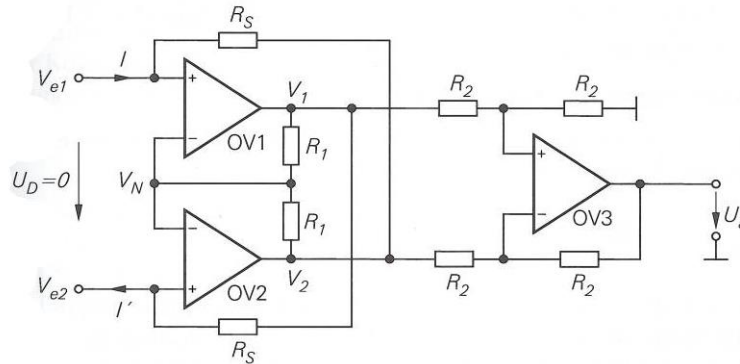 R_S
V_e1 I + V_1 R_2 R_2
OV1
− R_1 +
U_D=0 V_N OV3
− R_1 −
OV2
V_e2 I′ + V_2 R_2 R_2
R_S